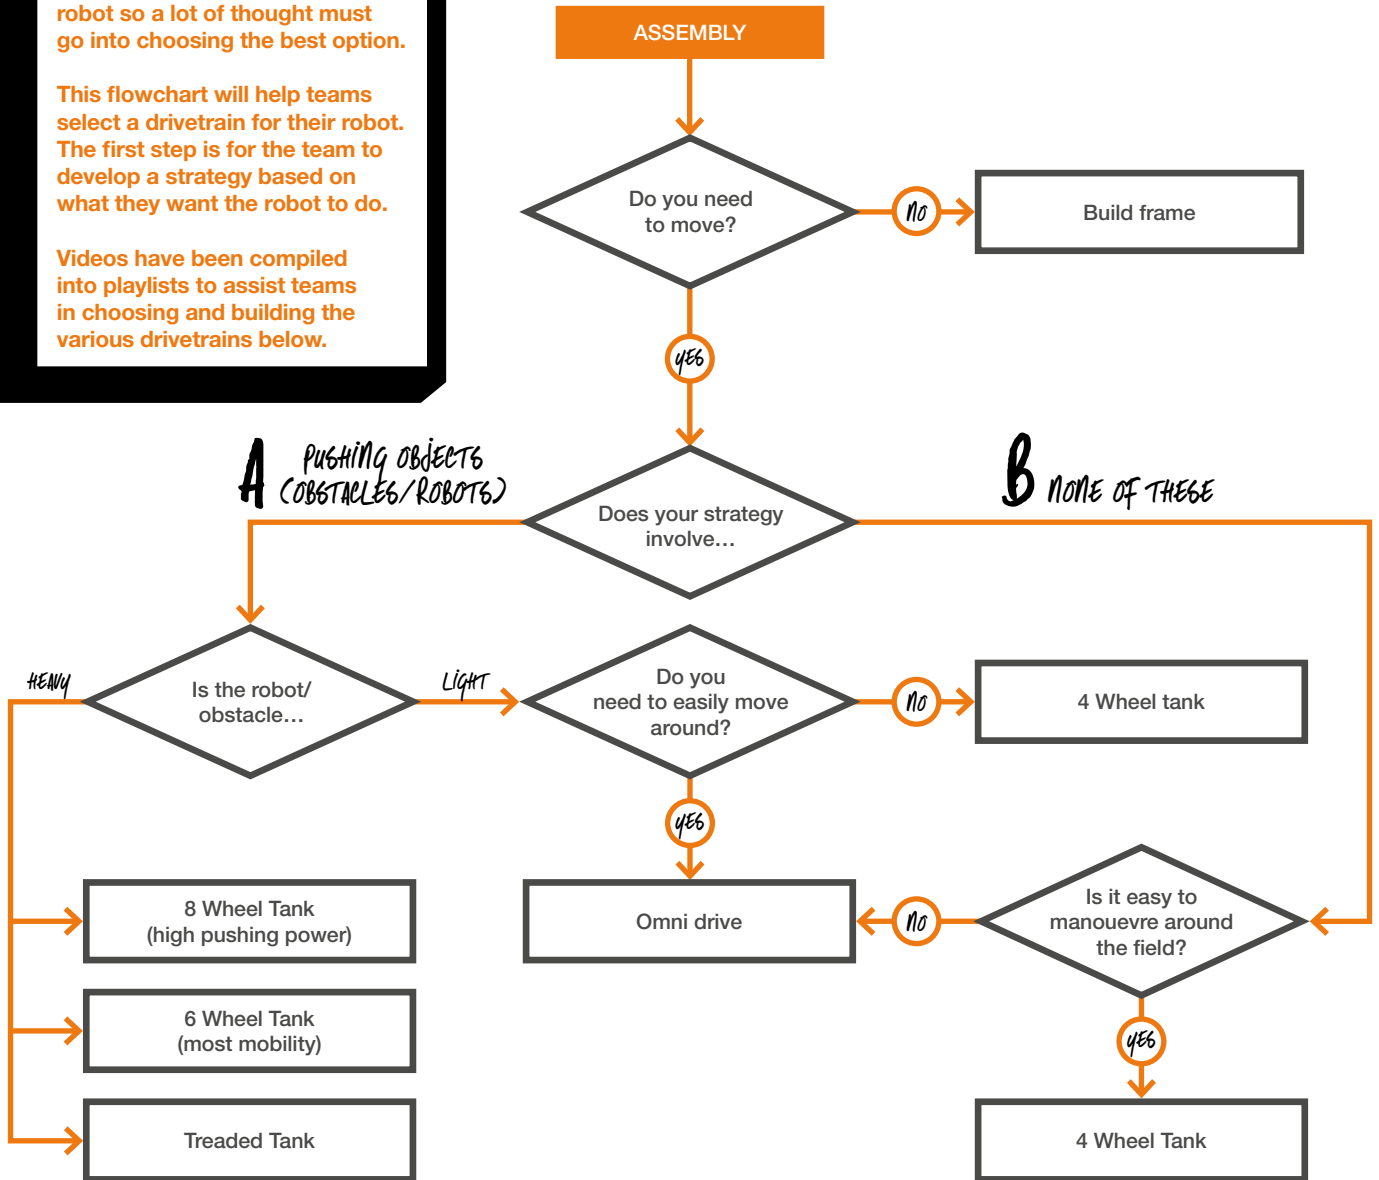 robot so a lot of thought must
go into choosing the best option.
This flowchart will help teams
select a drivetrain for their robot.
The first step is for the team to
develop a strategy based on
what they want the robot to do.
Videos have been compiled
into playlists to assist teams
in choosing and building the
various drivetrains below.
ASSEMBLY
Do you need
to move?
NO
Build frame
YES
A PUSHING OBJECTS
(OBSTACLES/ROBOTS)
B NONE OF THESE
Does your strategy
involve...
HEAVY
Is the robot/
obstacle...
LIGHT
Do you
need to easily move
around?
NO
4 Wheel tank
YES
8 Wheel Tank
(high pushing power)
Omni drive
NO
Is it easy to
manouevre around
the field?
6 Wheel Tank
(most mobility)
YES
Treaded Tank
4 Wheel Tank